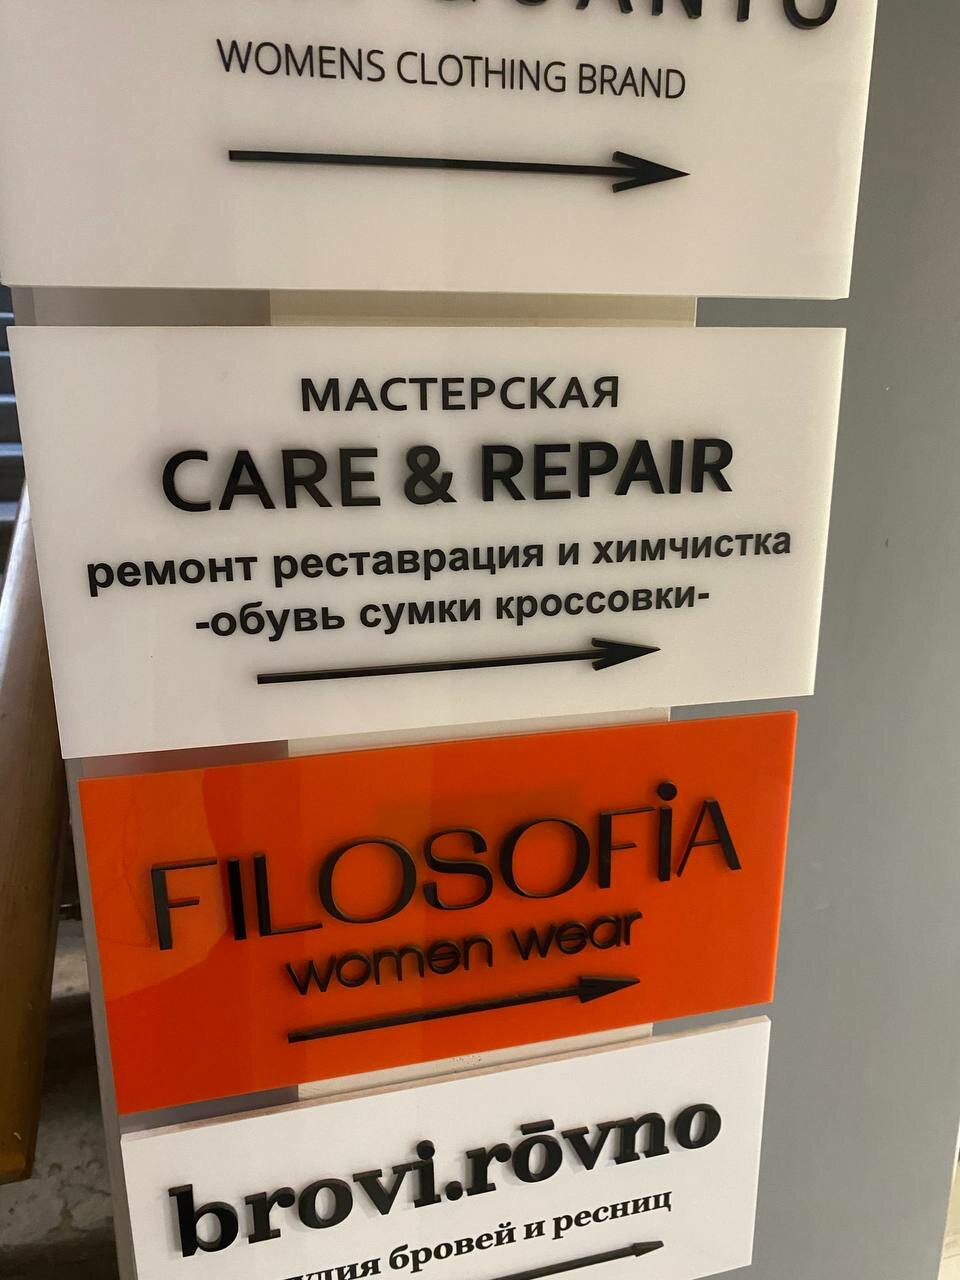 WOMENS CLOTHING BRAND
МАСТЕРСКАЯ
CARE & REPAIR
ремонт реставрация и химчистка
-обувь сумки кроссовки-
FILOSOFiA
women wear
brovi.rōvno
бровей и ресниц